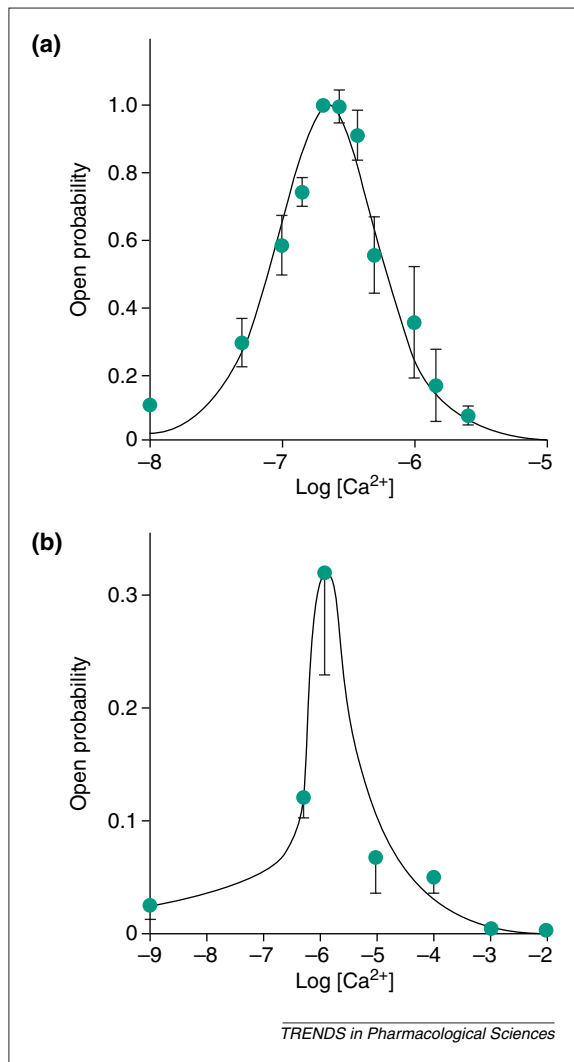 (a)
1.0
0.8
0.6
0.4
0.2
0
Open probability
–8 –7 –6 –5
Log [Ca²⁺]
(b)
0.3
0.2
0.1
0
Open probability
–9 –8 –7 –6 –5 –4 –3 –2
Log [Ca²⁺]
TRENDS in Pharmacological Sciences